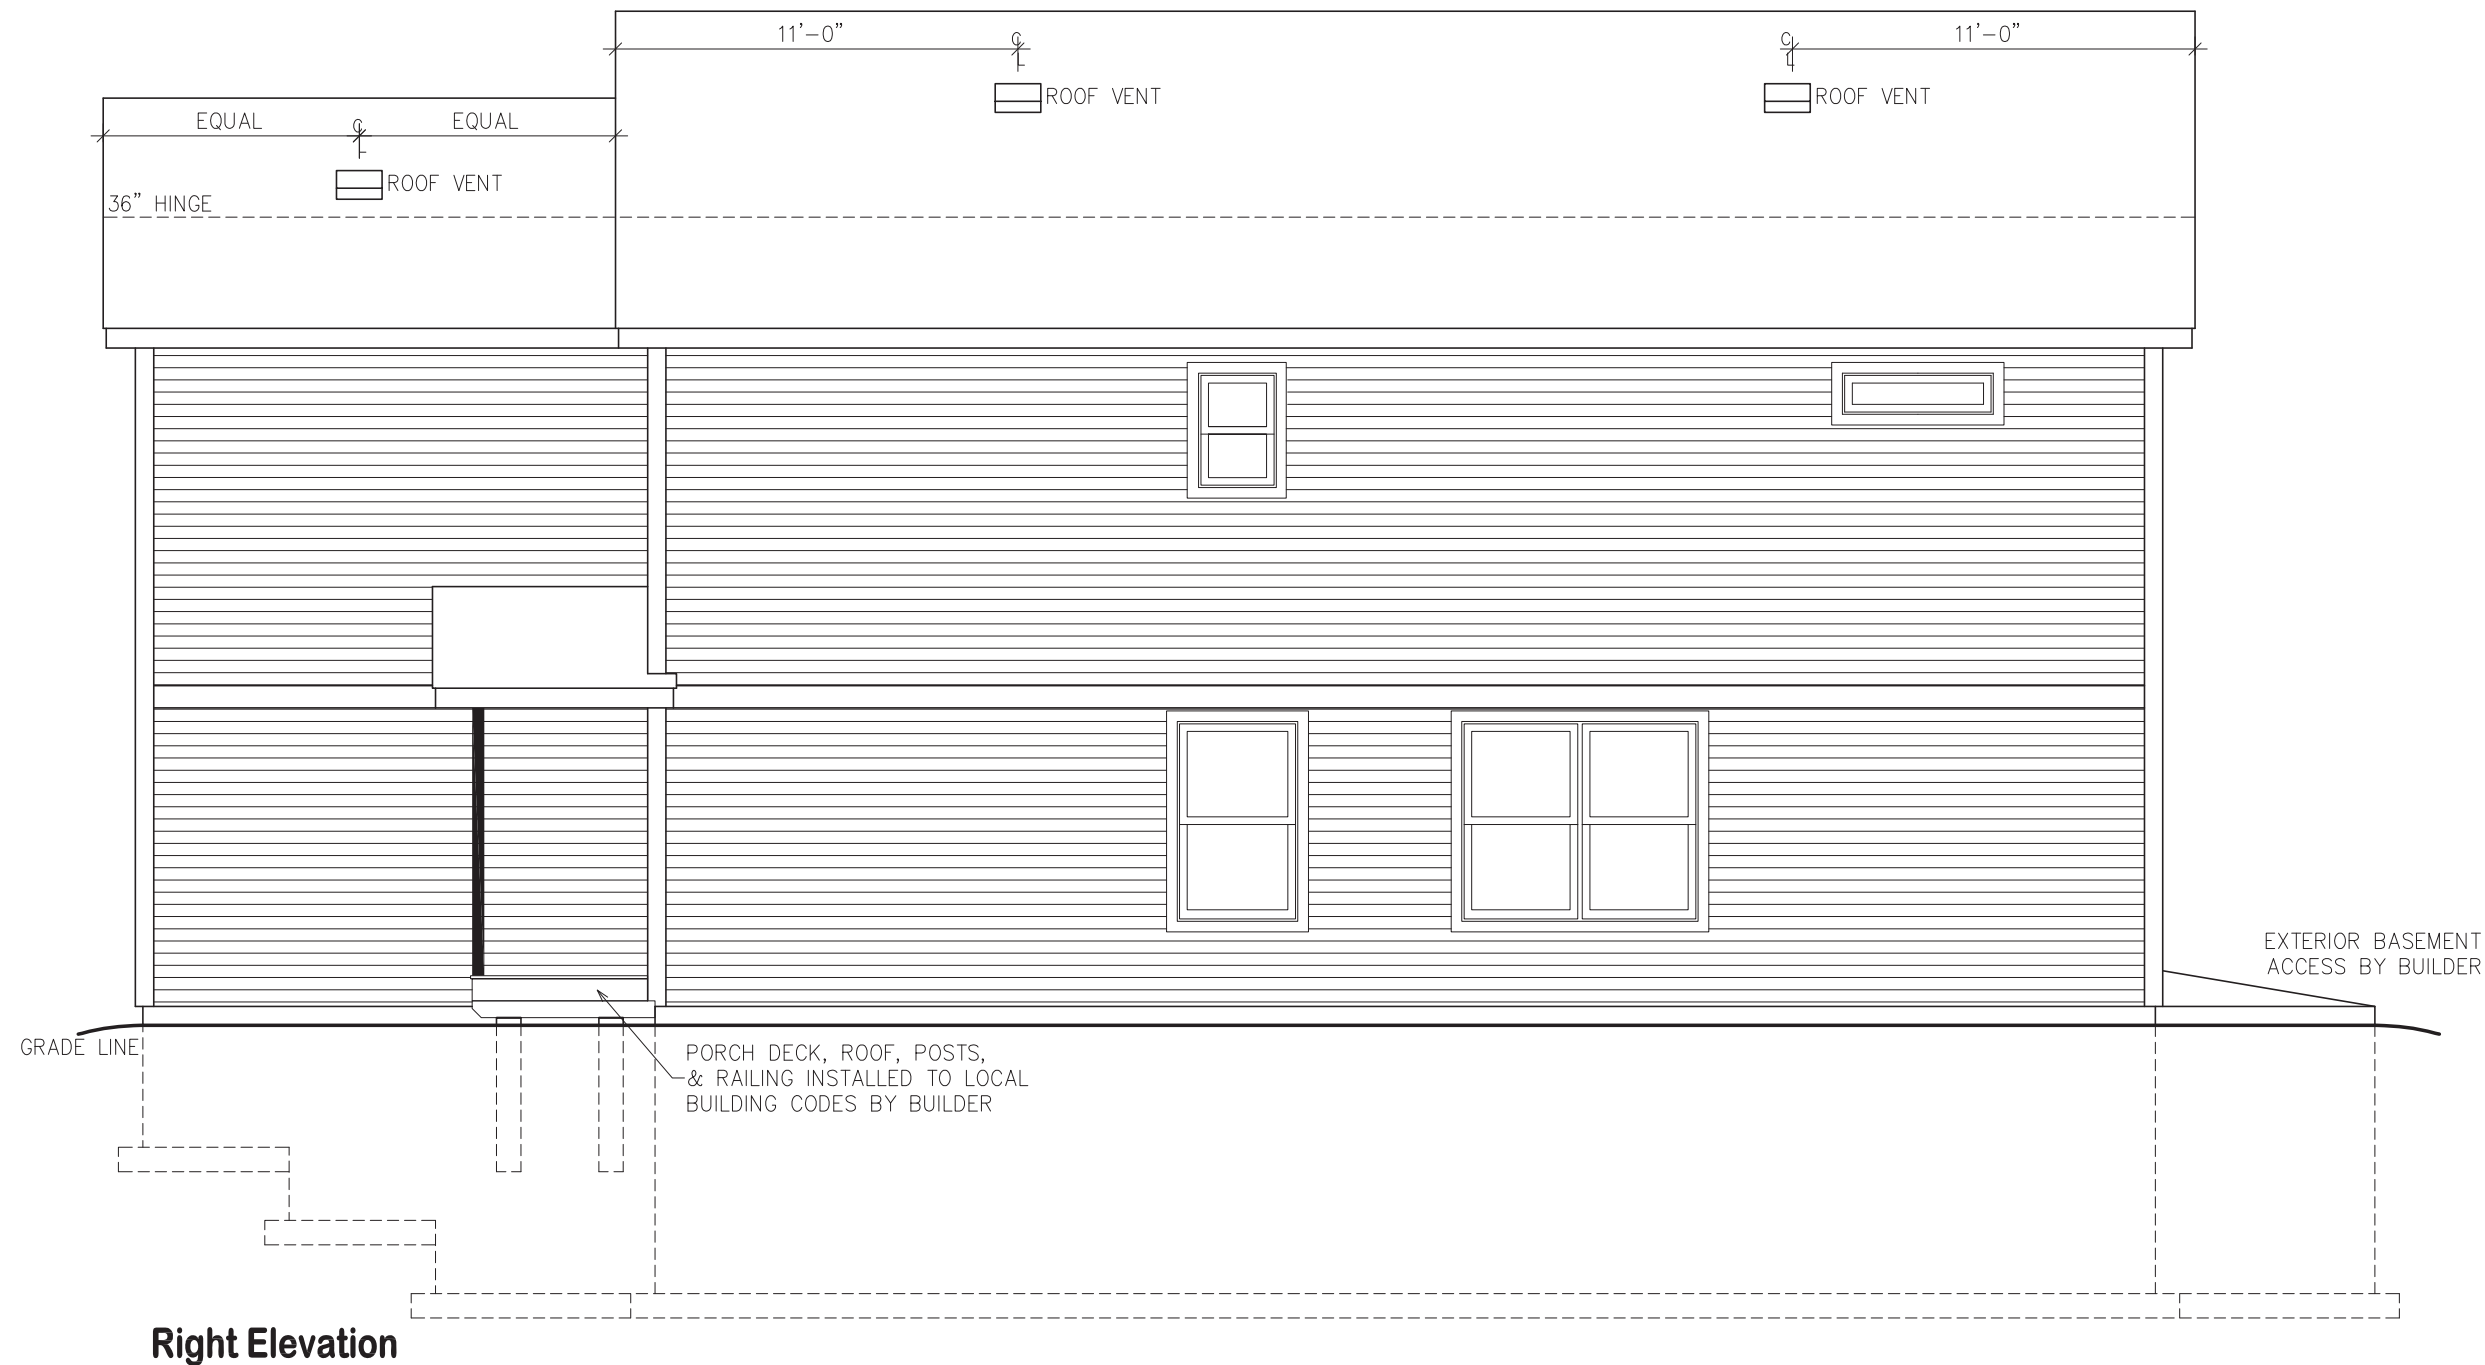 11'-0"
11'-0"
ROOF VENT
ROOF VENT
EQUAL
EQUAL
ROOF VENT
36" HINGE
EXTERIOR BASEMENT
ACCESS BY BUILDER
GRADE LINE
PORCH DECK, ROOF, POSTS,
& RAILING INSTALLED TO LOCAL
BUILDING CODES BY BUILDER
Right Elevation